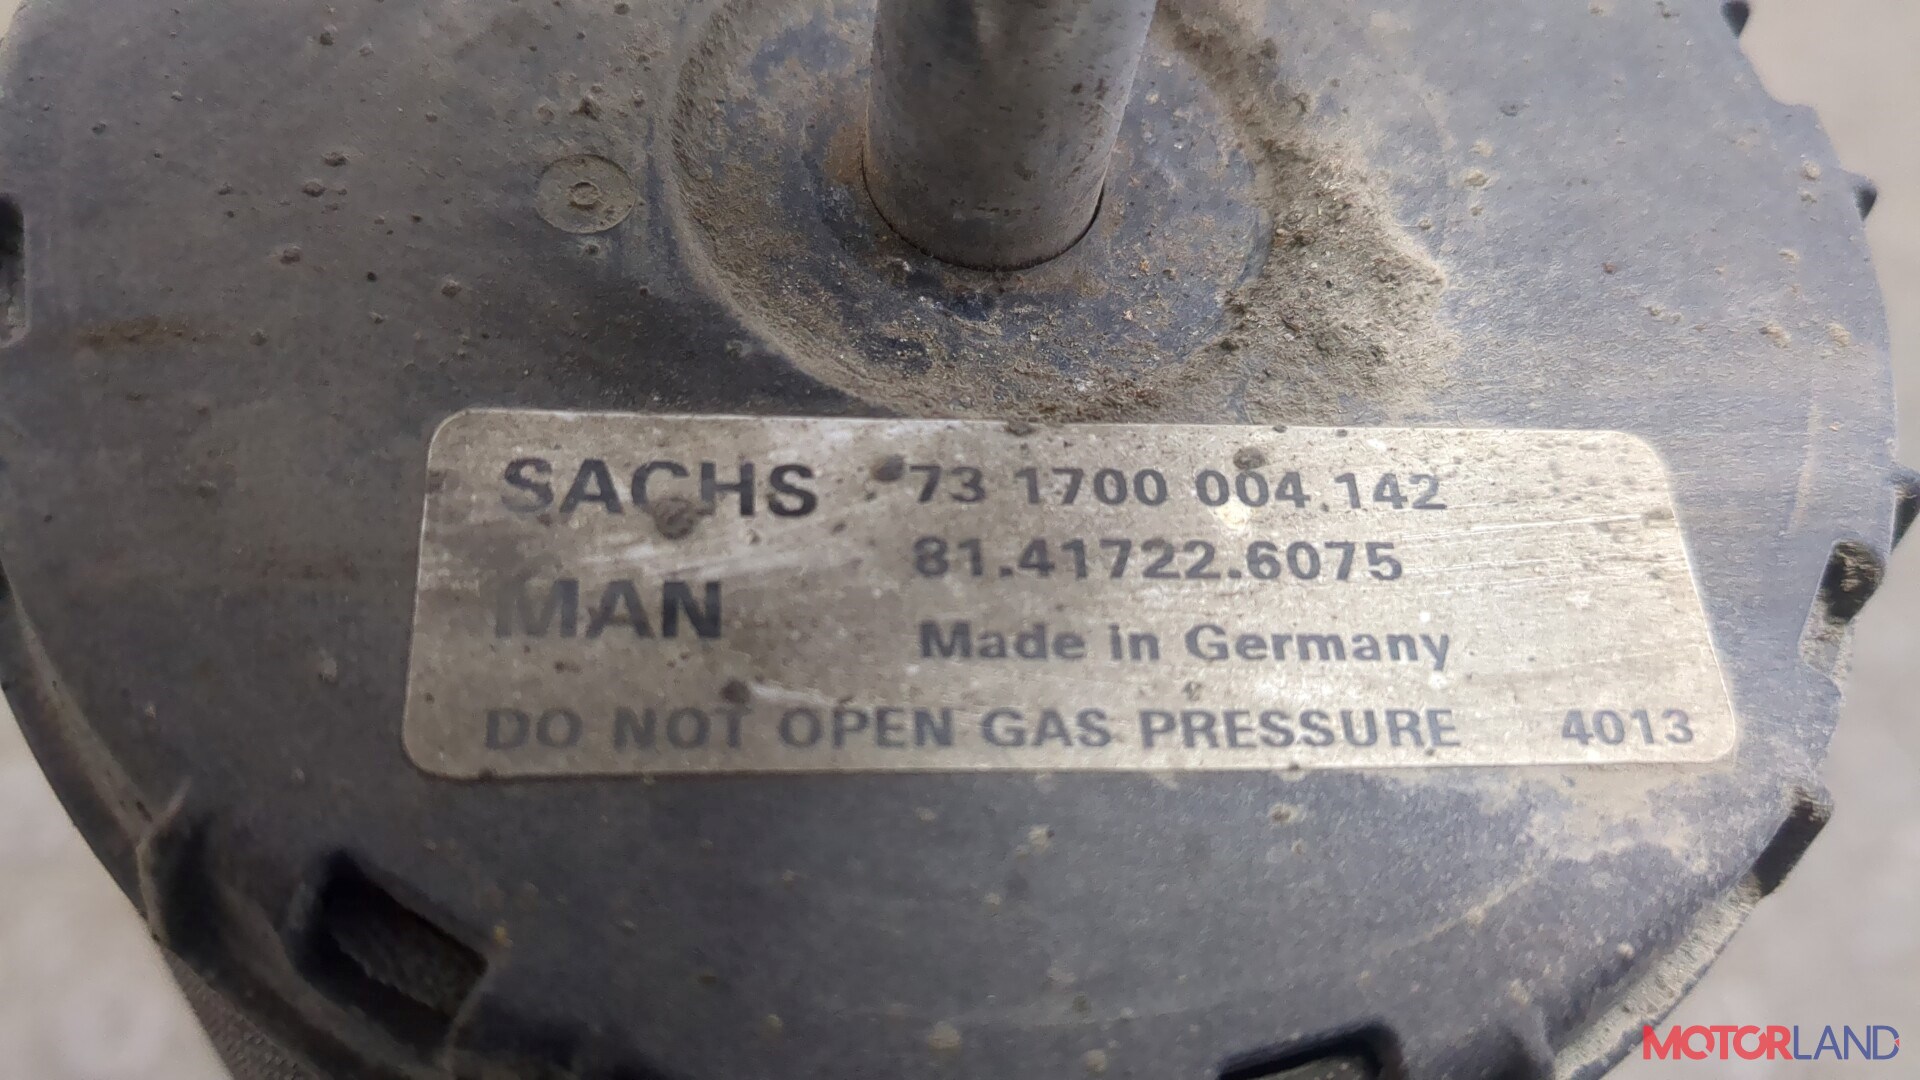 SACHS 73 1700 004.142
81.41722.6075
MAN
Made in Germany
DO NOT OPEN GAS PRESSURE 4013
MOTORLAND